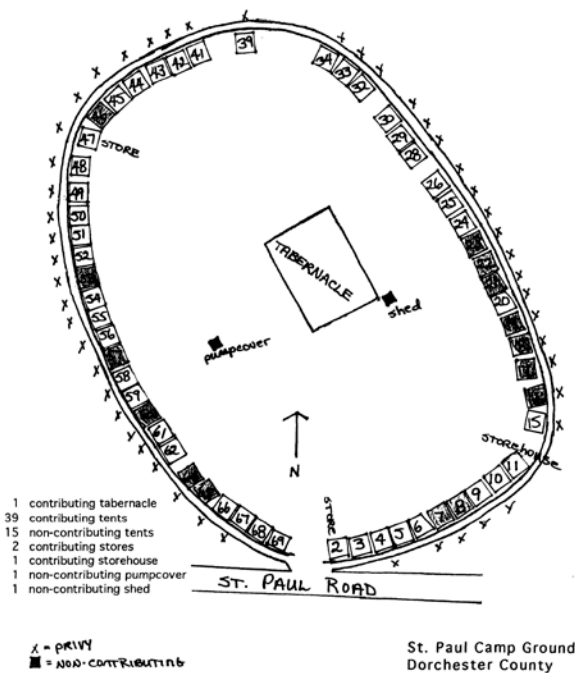 39
41
42
43
44
45
34
33
47
STORE
48
49
50
51
52
54
55
56
58
59
61
62
66
67
68
69
29
28
26
25
24
20
15
TABERNACLE
shed
pumpcover
N
STOREHOUSE
11
10
9
8
7
6
5
4
3
2
STORE
ST. PAUL ROAD
1 contributing tabernacle
39 contributing tents
15 non-contributing tents
2 contributing stores
1 contributing storehouse
1 non-contributing pumpcover
1 non-contributing shed
X = PRIVY
■ = NON-CONTRIBUTING
St. Paul Camp Ground
Dorchester County